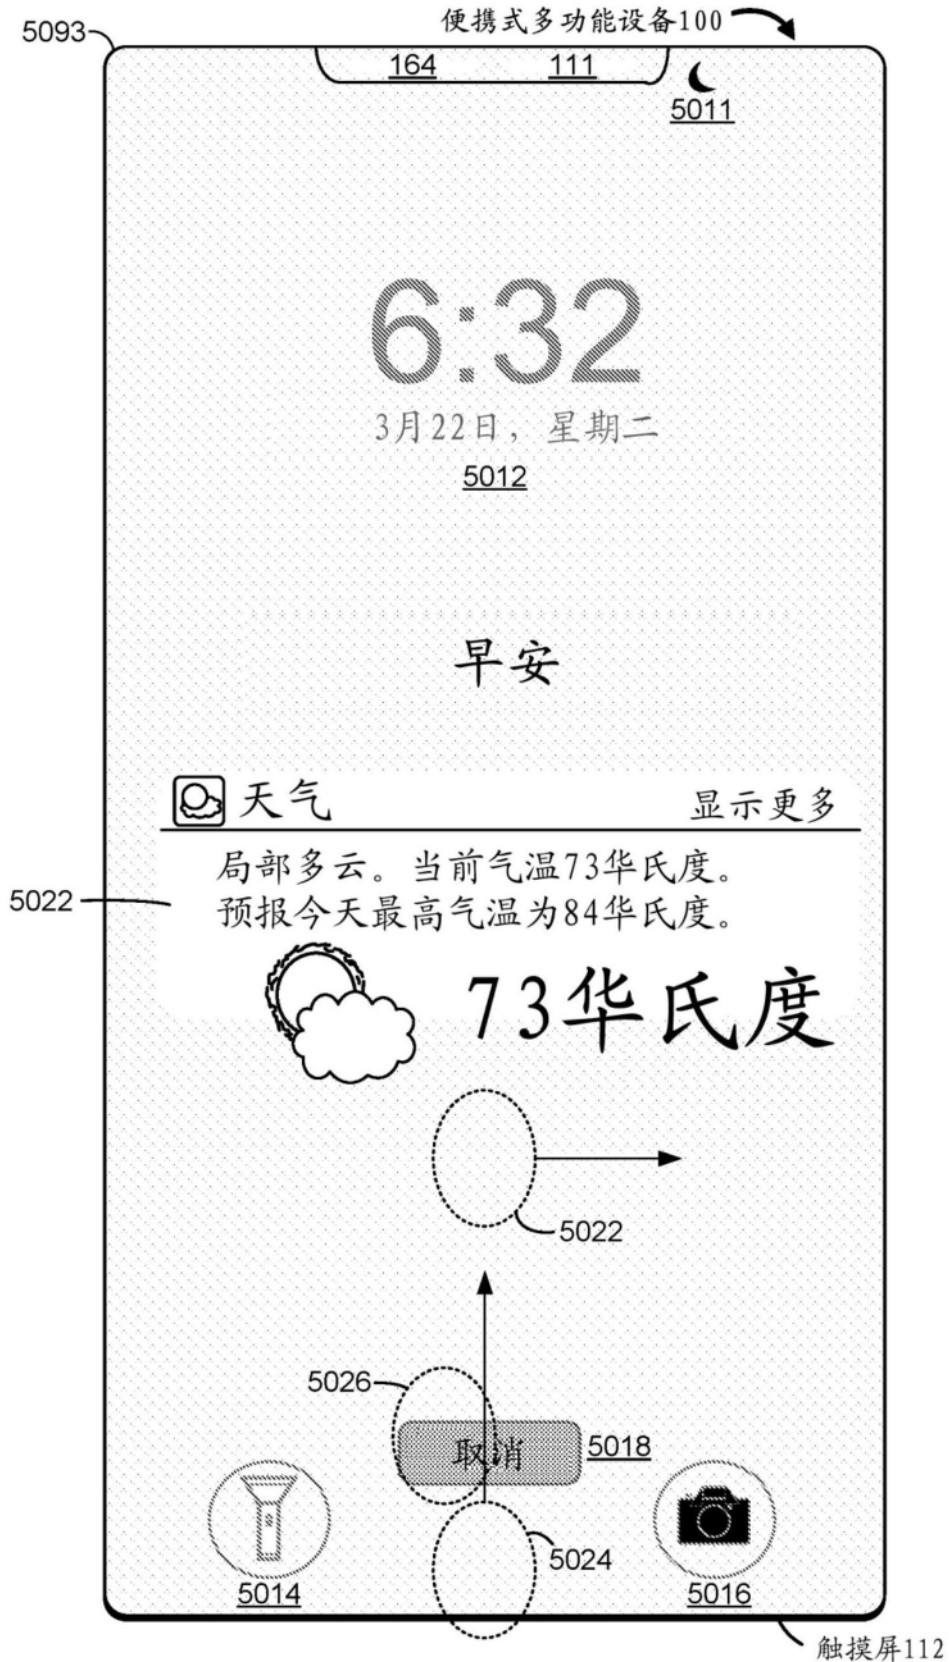 便携式多功能设备100
5093
164 111
5011
6:32
3月22日，星期二
5012
早安
天气 显示更多
局部多云。当前气温73华氏度。
预报今天最高气温为84华氏度。
5022
73华氏度
5022
5026
取消 5018
5024
5014 5016
触摸屏112